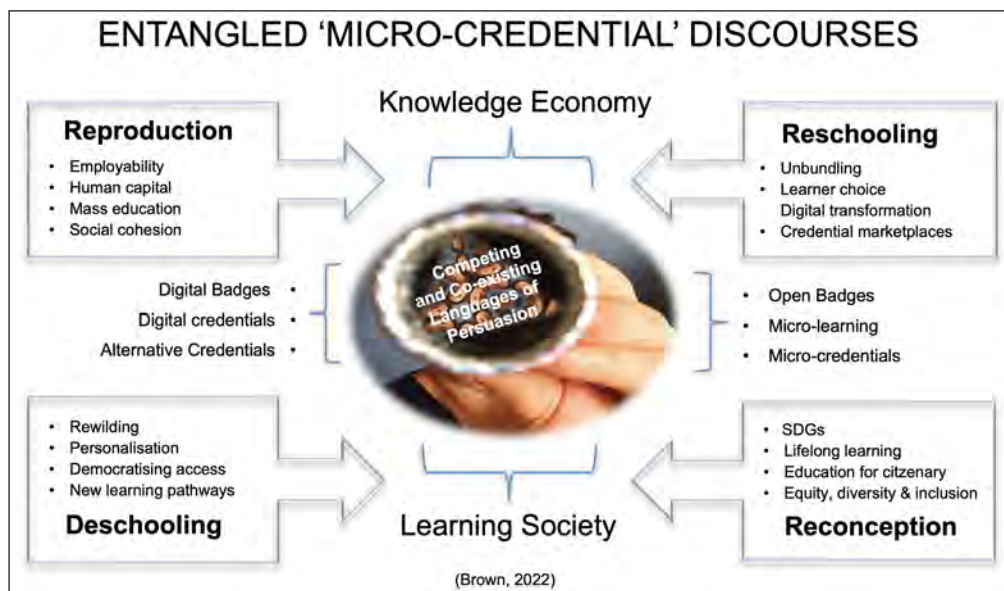 ENTANGLED ‘MICRO-CREDENTIAL’ DISCOURSES
Knowledge Economy
Reproduction
• Employability
• Human capital
• Mass education
• Social cohesion
Reschooling
• Unbundling
• Learner choice
Digital transformation
• Credential marketplaces
Competing
and Co-existing
Languages of
Persuasion
Digital Badges •
Digital credentials •
Alternative Credentials •
• Open Badges
• Micro-learning
• Micro-credentials
• Rewilding
• Personalisation
• Democratising access
• New learning pathways
Deschooling
• SDGs
• Lifelong learning
• Education for citzenary
• Equity, diversity & inclusion
Reconception
Learning Society
(Brown, 2022)